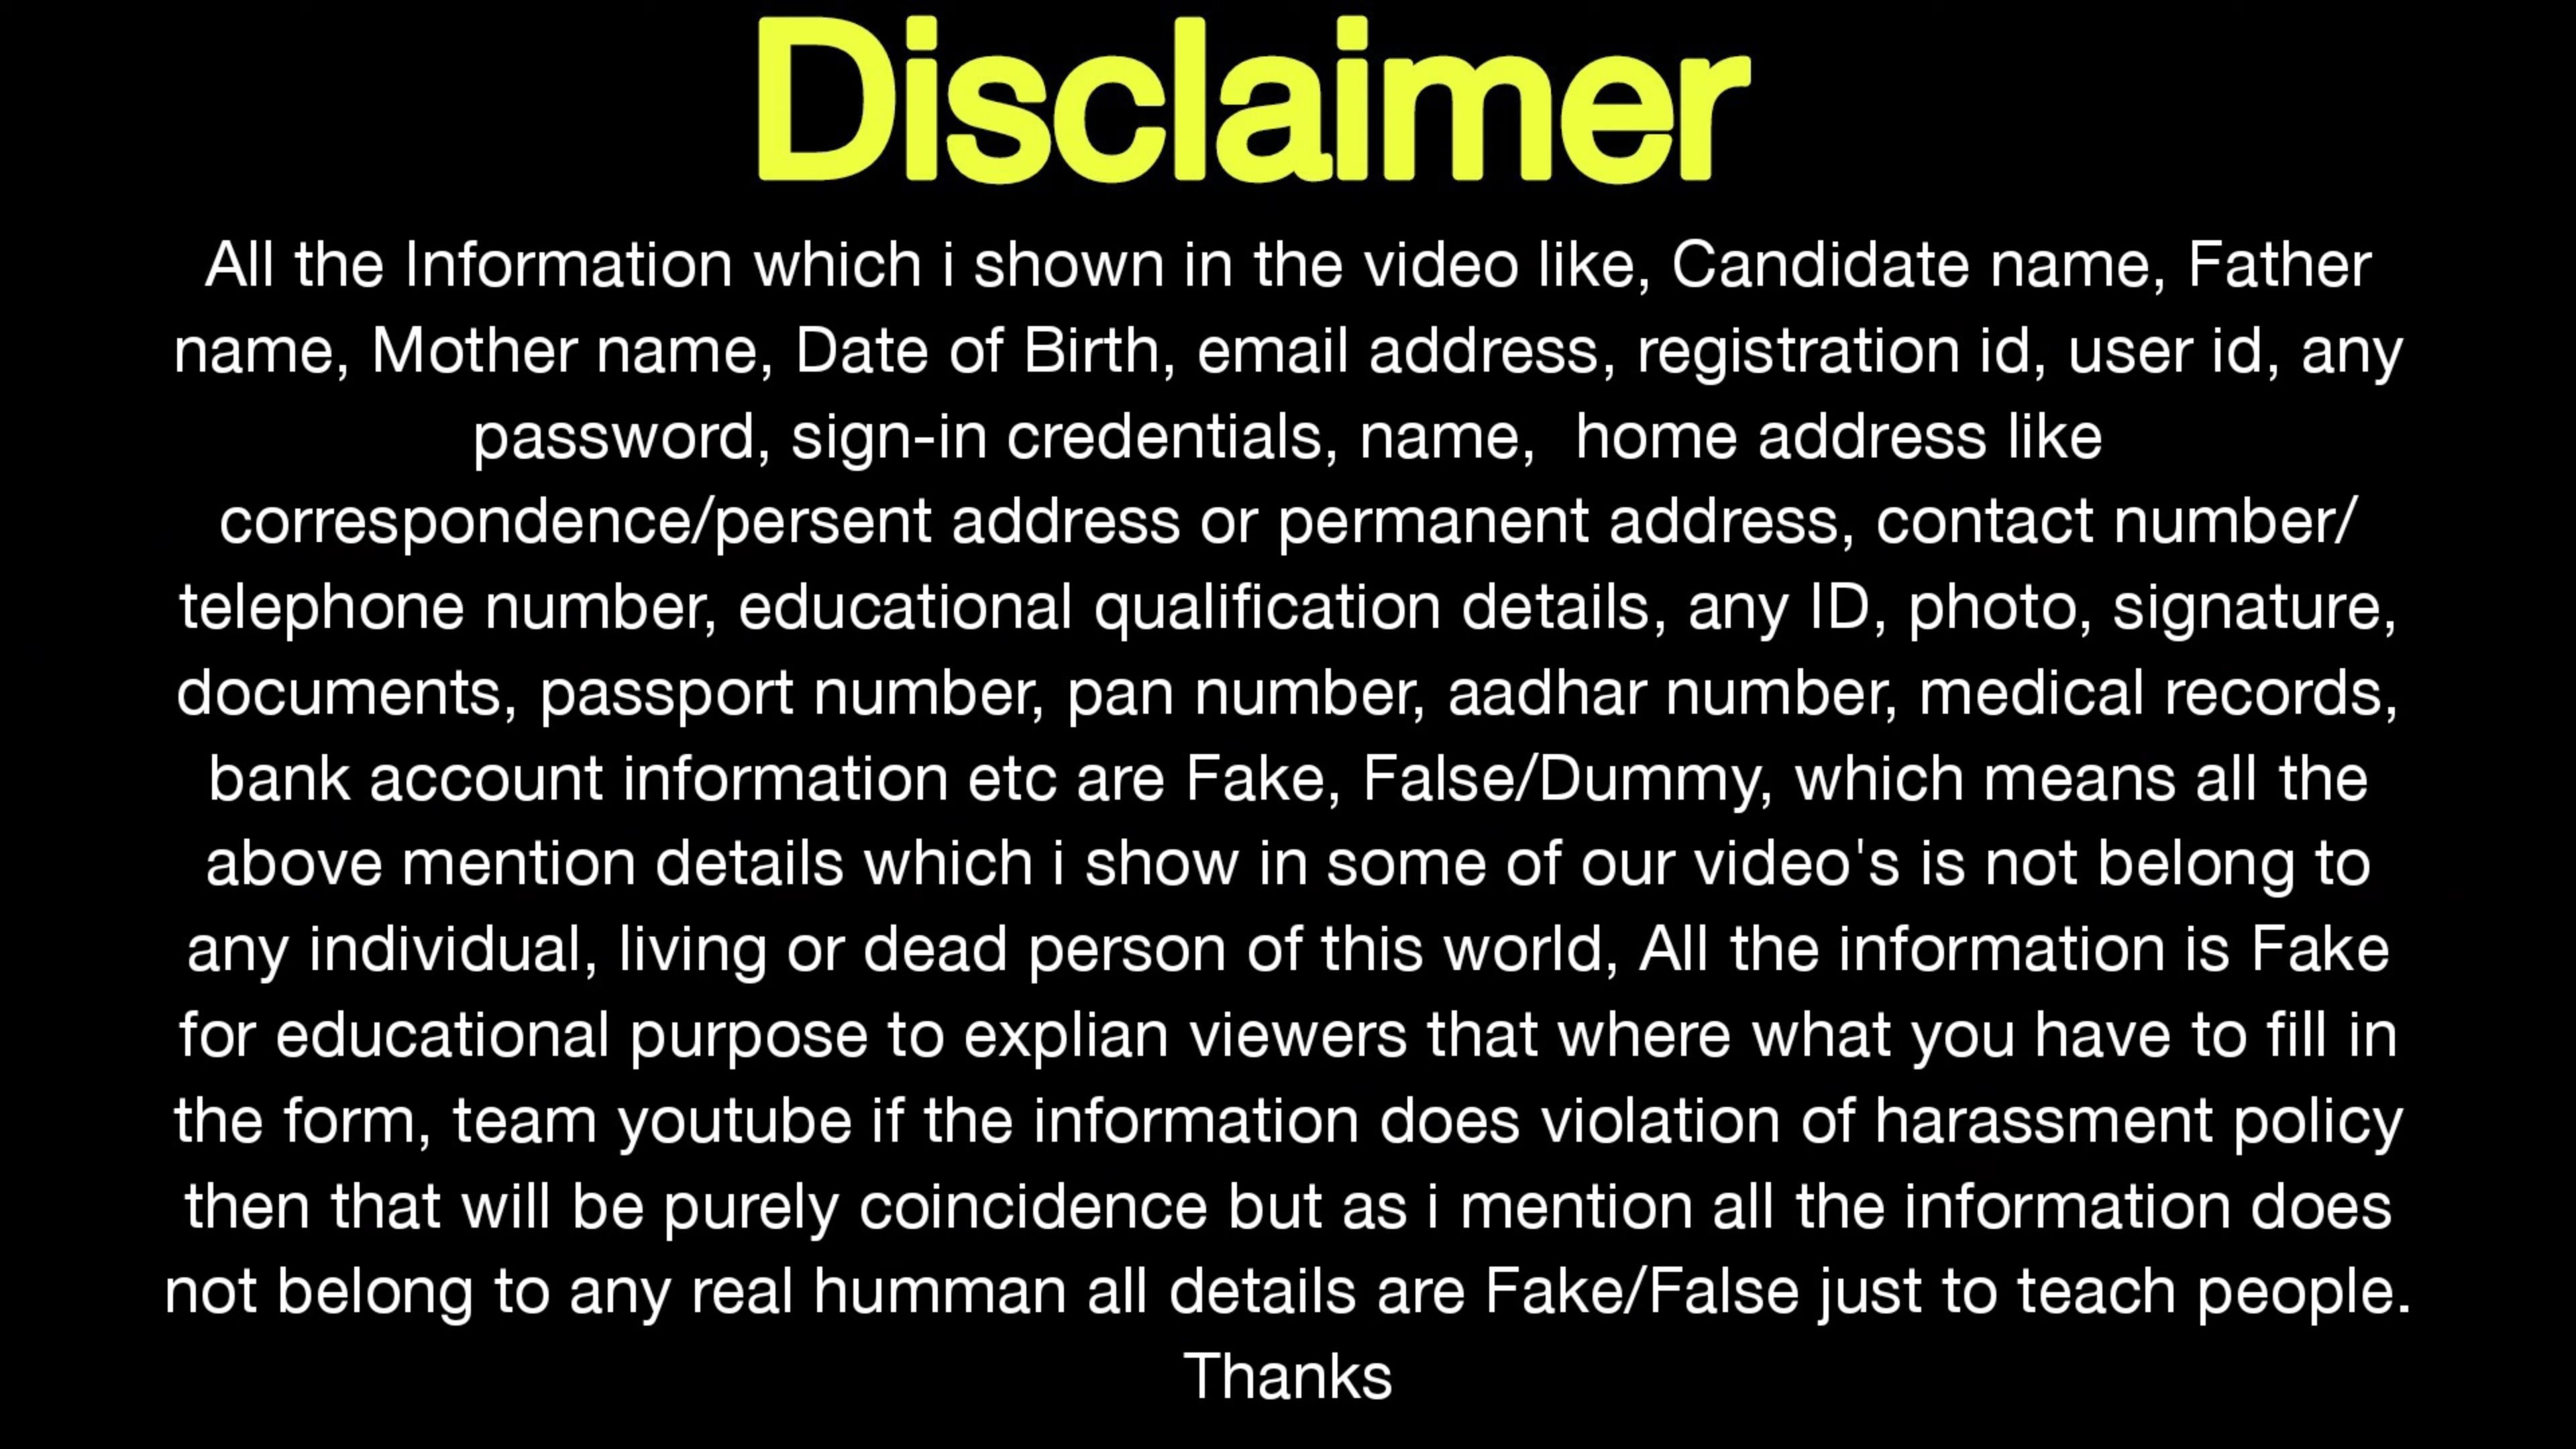 Disclaimer
All the Information which i shown in the video like, Candidate name, Father
name, Mother name, Date of Birth, email address, registration id, user id, any
password, sign-in credentials, name,  home address like
correspondence/persent address or permanent address, contact number/
telephone number, educational qualification details, any ID, photo, signature,
documents, passport number, pan number, aadhar number, medical records,
bank account information etc are Fake, False/Dummy, which means all the
above mention details which i show in some of our video's is not belong to
any individual, living or dead person of this world, All the information is Fake
for educational purpose to explian viewers that where what you have to fill in
the form, team youtube if the information does violation of harassment policy
then that will be purely coincidence but as i mention all the information does
not belong to any real humman all details are Fake/False just to teach people.
Thanks